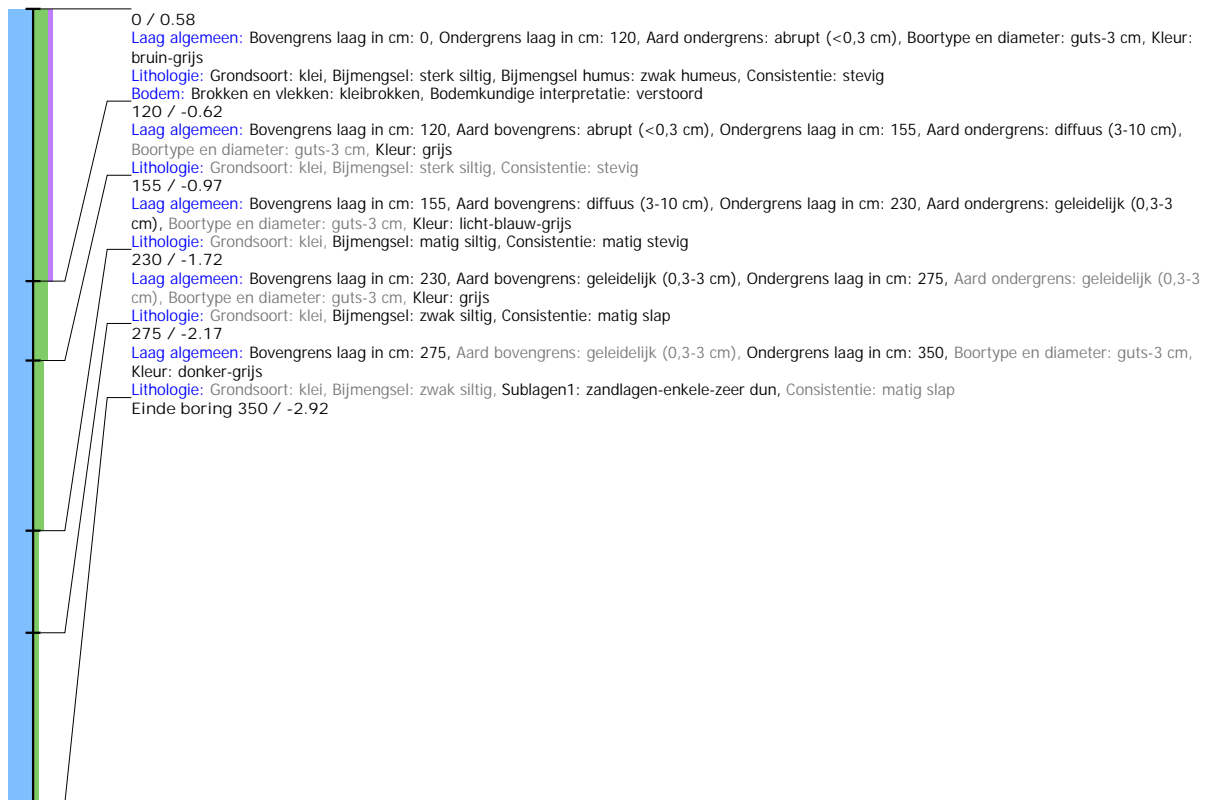 0 / 0.58
Laag algemeen: Bovengrens laag in cm: 0, Ondergrens laag in cm: 120, Aard ondergrens: abrupt (<0,3 cm), Boortype en diameter: guts-3 cm, Kleur:
bruin-grijs
Lithologie: Grondsoort: klei, Bijmengsel: sterk siltig, Bijmengsel humus: zwak humeus, Consistentie: stevig
Bodem: Brokken en vlekken: kleibrokken, Bodemkundige interpretatie: verstoord
120 / -0.62
Laag algemeen: Bovengrens laag in cm: 120, Aard bovengrens: abrupt (<0,3 cm), Ondergrens laag in cm: 155, Aard ondergrens: diffuus (3-10 cm),
Boortype en diameter: guts-3 cm, Kleur: grijs
Lithologie: Grondsoort: klei, Bijmengsel: sterk siltig, Consistentie: stevig
155 / -0.97
Laag algemeen: Bovengrens laag in cm: 155, Aard bovengrens: diffuus (3-10 cm), Ondergrens laag in cm: 230, Aard ondergrens: geleidelijk (0,3-3
cm), Boortype en diameter: guts-3 cm, Kleur: licht-blauw-grijs
Lithologie: Grondsoort: klei, Bijmengsel: matig siltig, Consistentie: matig stevig
230 / -1.72
Laag algemeen: Bovengrens laag in cm: 230, Aard bovengrens: geleidelijk (0,3-3 cm), Ondergrens laag in cm: 275, Aard ondergrens: geleidelijk (0,3-3
cm), Boortype en diameter: guts-3 cm, Kleur: grijs
Lithologie: Grondsoort: klei, Bijmengsel: zwak siltig, Consistentie: matig slap
275 / -2.17
Laag algemeen: Bovengrens laag in cm: 275, Aard bovengrens: geleidelijk (0,3-3 cm), Ondergrens laag in cm: 350, Boortype en diameter: guts-3 cm,
Kleur: donker-grijs
Lithologie: Grondsoort: klei, Bijmengsel: zwak siltig, Sublagen1: zandlagen-enkele-zeer dun, Consistentie: matig slap
Einde boring 350 / -2.92